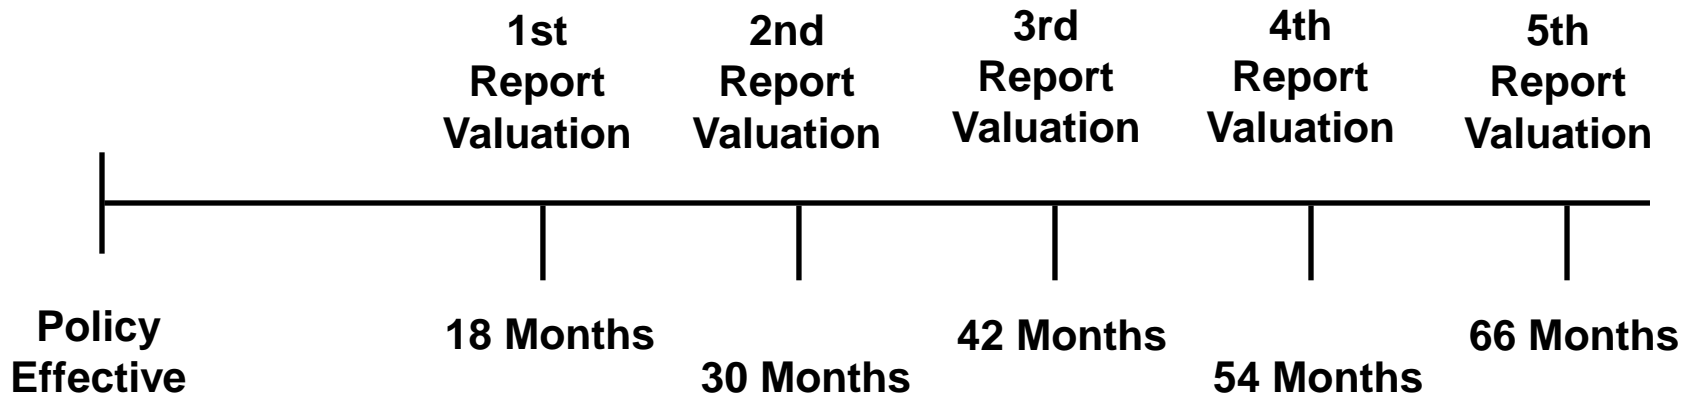 1st
Report
Valuation
2nd
Report
Valuation
3rd
Report
Valuation
4th
Report
Valuation
5th
Report
Valuation
Policy
Effective
18 Months
30 Months
42 Months
54 Months
66 Months